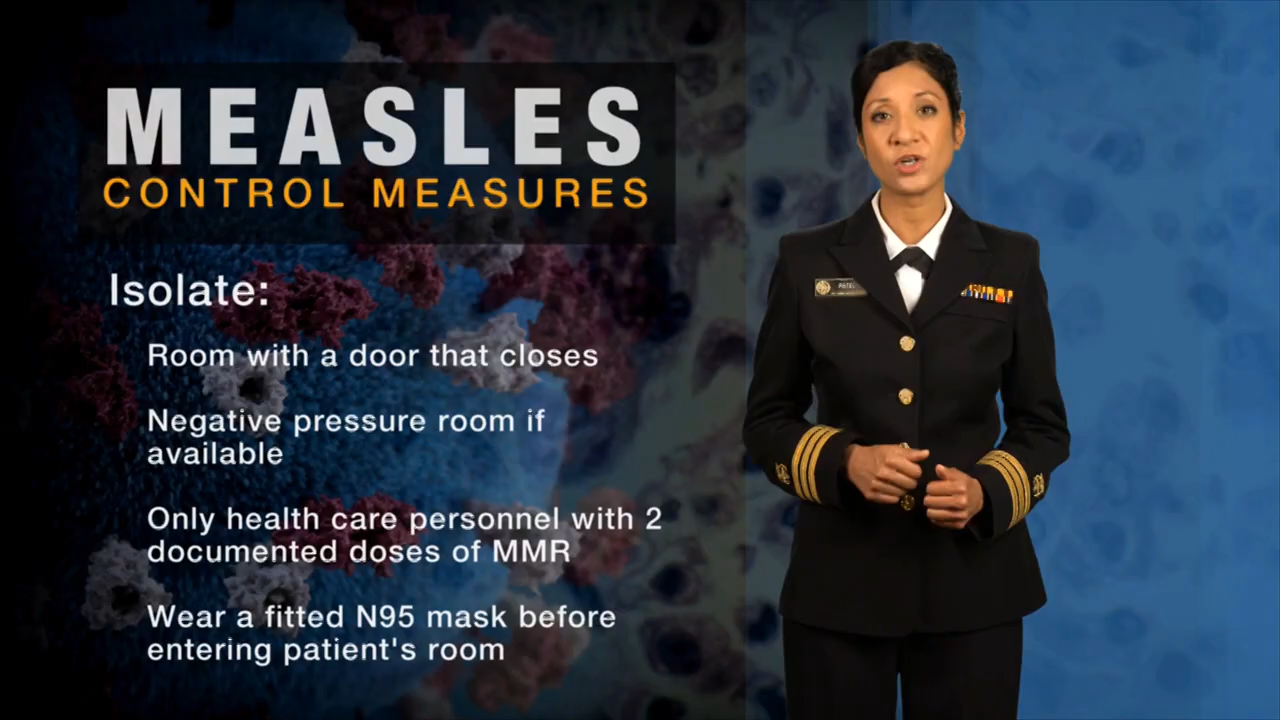 MEASLES
CONTROL MEASURES
Isolate:
Room with a door that closes
Negative pressure room if
available
Only health care personnel with 2
documented doses of MMR
Wear a fitted N95 mask before
entering patient's room